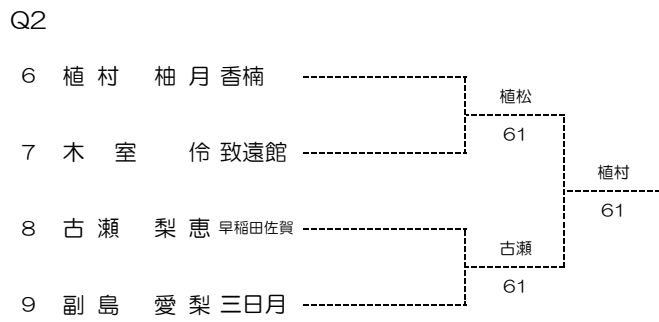 Q2
6 植村 柚月 香楠
植松
61
7 木室 伶 致遠館
植村
61
8 古瀬 梨恵 早稲田佐賀
古瀬
61
9 副島 愛梨 三日月